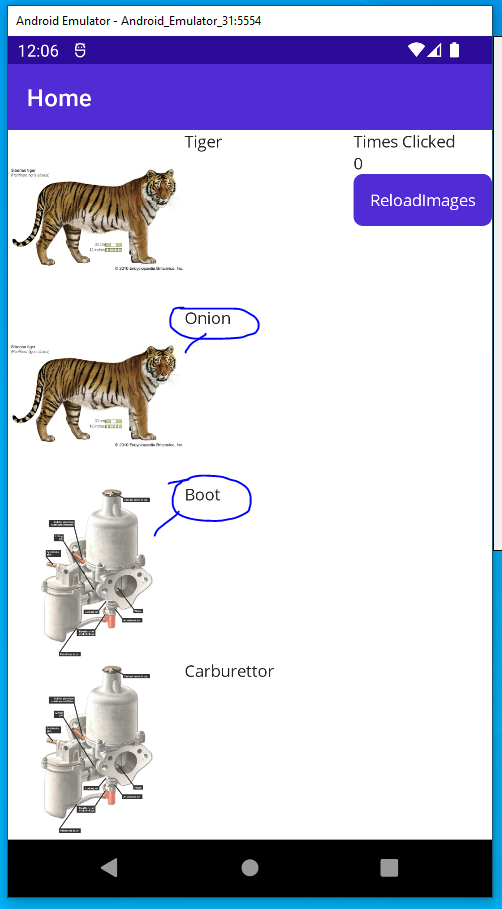 Android Emulator - Android_Emulator_31:5554
12:06
Home
Tiger
Times Clicked
0
ReloadImages
Siberian tiger
(Panthera tigris altaica)
© 2010 Encyclopædia Britannica, Inc.
Onion
Siberian tiger
(Panthera tigris altaica)
© 2010 Encyclopædia Britannica, Inc.
Boot
Carburettor